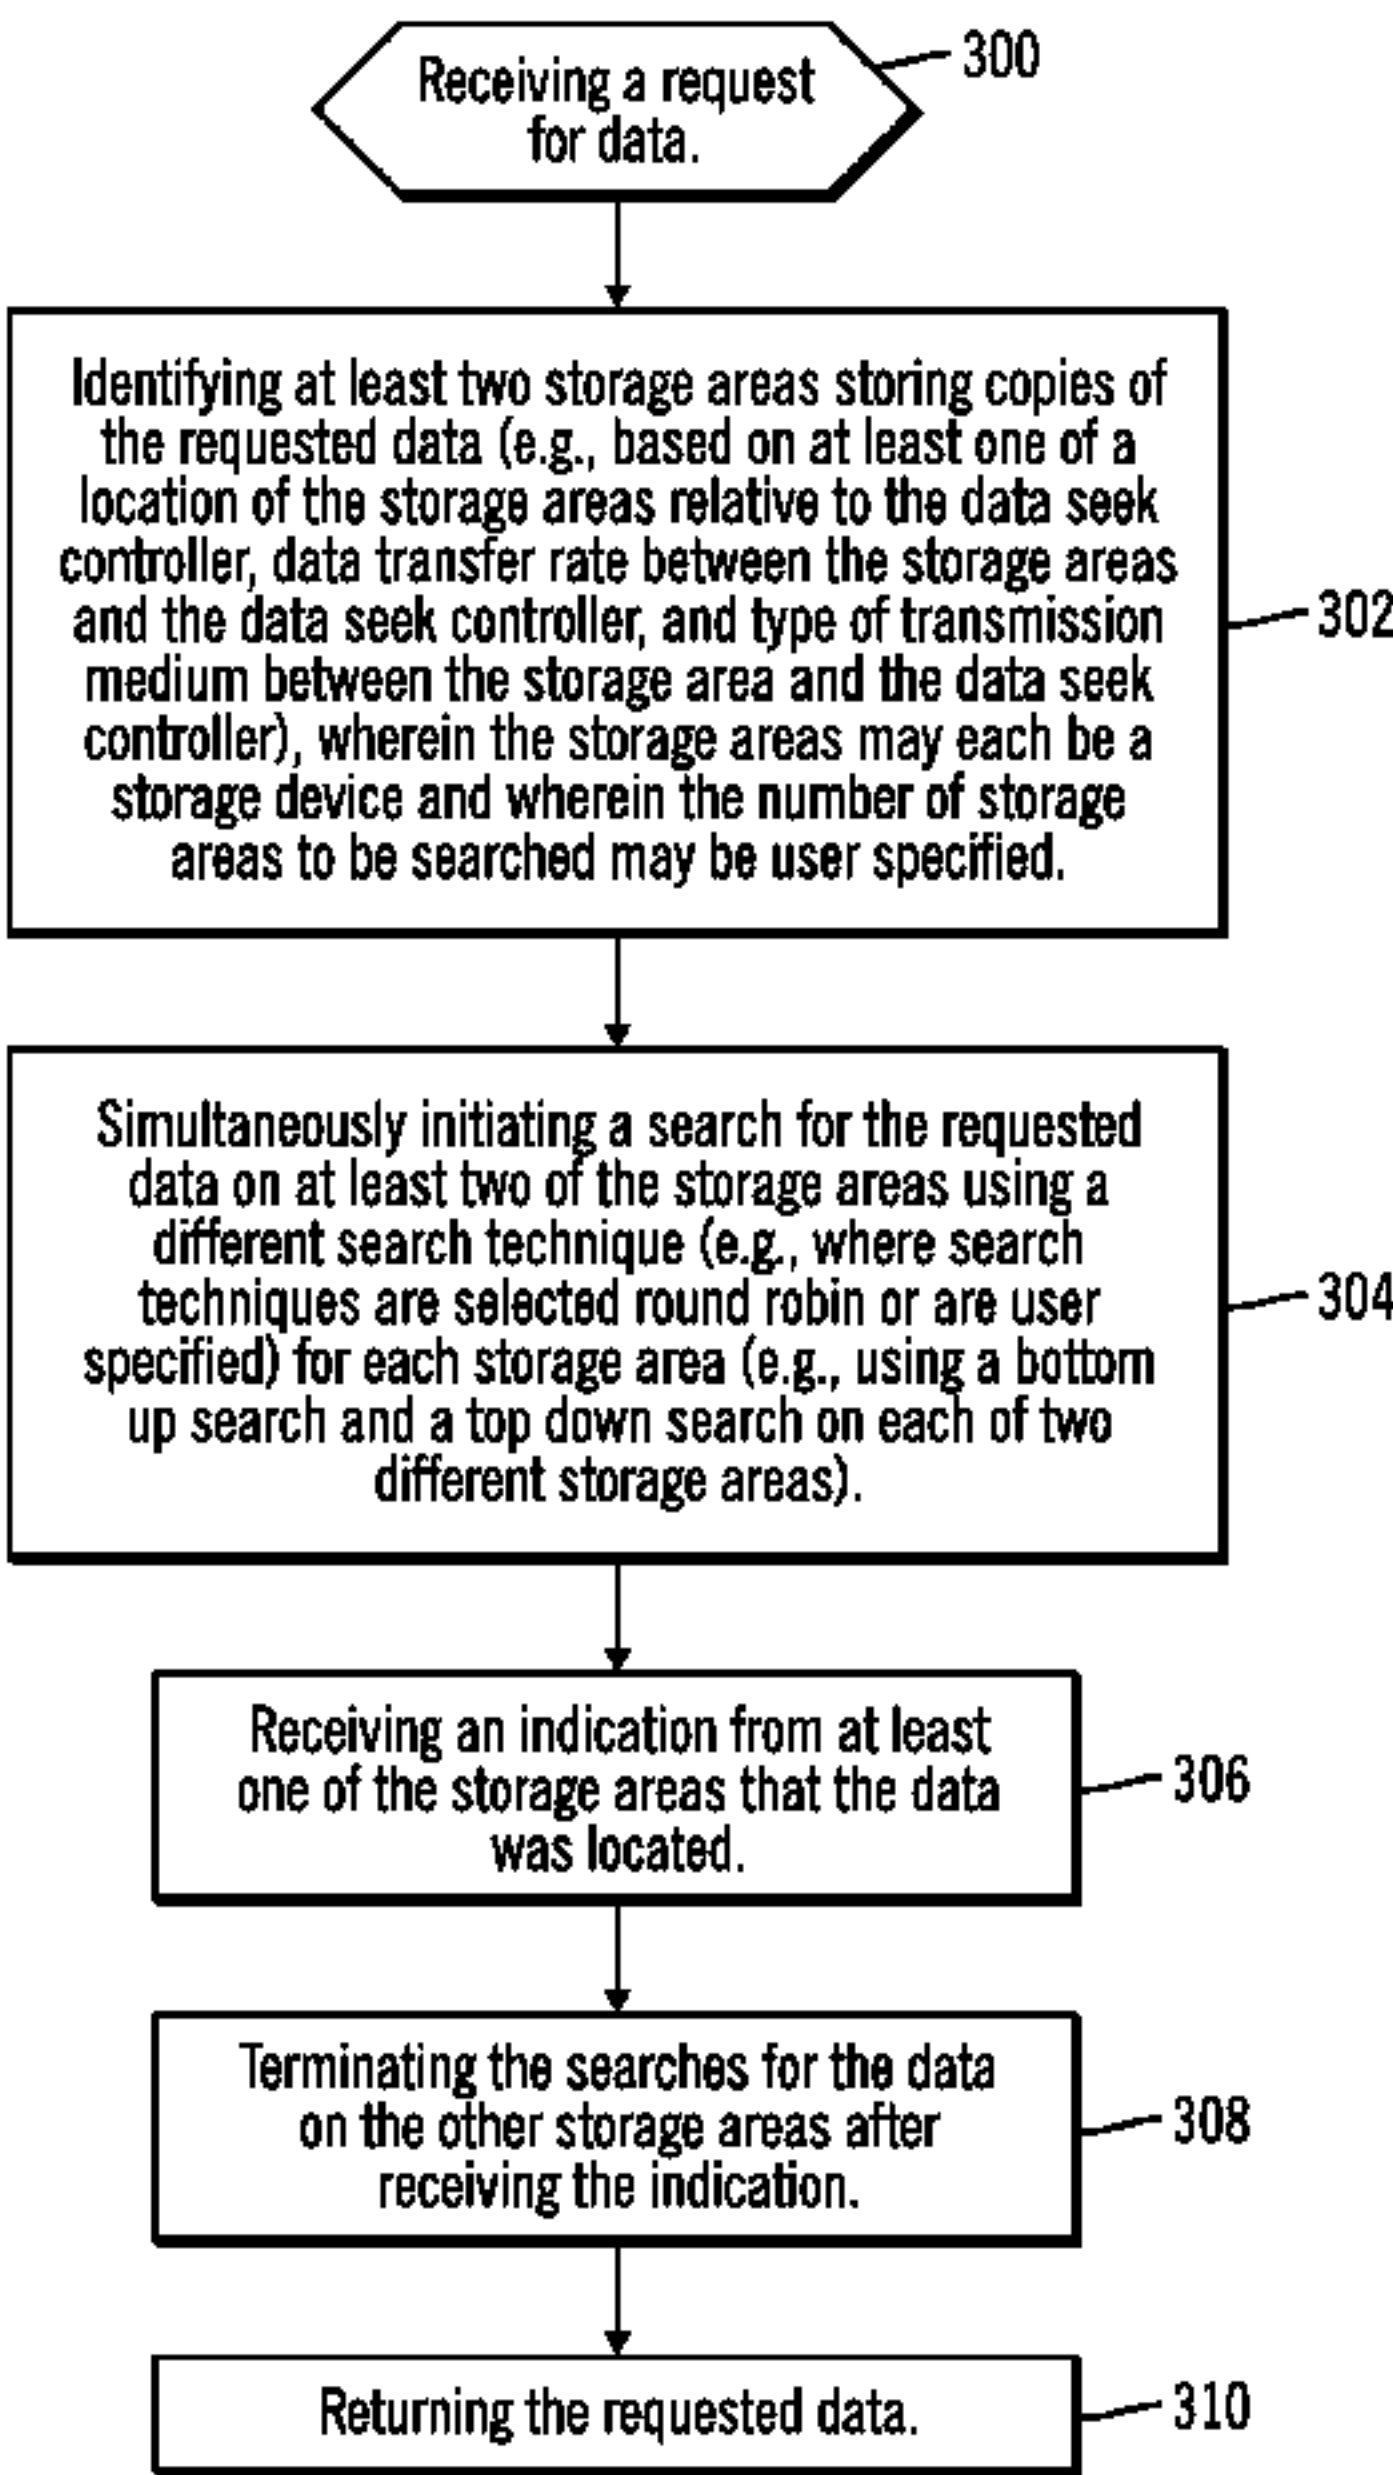 Receiving a request
for data.
300
Identifying at least two storage areas storing copies of
the requested data (e.g., based on at least one of a
location of the storage areas relative to the data seek
controller, data transfer rate between the storage areas
and the data seek controller, and type of transmission
medium between the storage area and the data seek
controller), wherein the storage areas may each be a
storage device and wherein the number of storage
areas to be searched may be user specified.
302
Simultaneously initiating a search for the requested
data on at least two of the storage areas using a
different search technique (e.g., where search
techniques are selected round robin or are user
specified) for each storage area (e.g., using a bottom
up search and a top down search on each of two
different storage areas).
304
Receiving an indication from at least
one of the storage areas that the data
was located.
306
Terminating the searches for the data
on the other storage areas after
receiving the indication.
308
Returning the requested data.
310